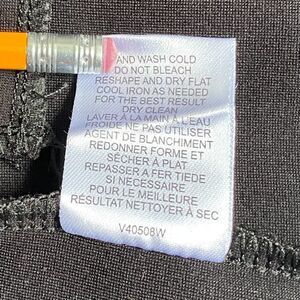 AND WASH COLD
DO NOT BLEACH
RESHAPE AND DRY FLAT
COOL IRON AS NEEDED
FOR THE BEST RESULT
DRY CLEAN
LAVER À LA MAIN À L'EAU
FROIDE NE PAS UTILISER
AGENT DE BLANCHIMENT
REDONNER FORME ET
SÉCHER À PLAT
REPASSER A FER TIEDE
SI NECESSAIRE
POUR LE MEILLEURE
RÉSULTAT NETTOYER À SEC
V40508W